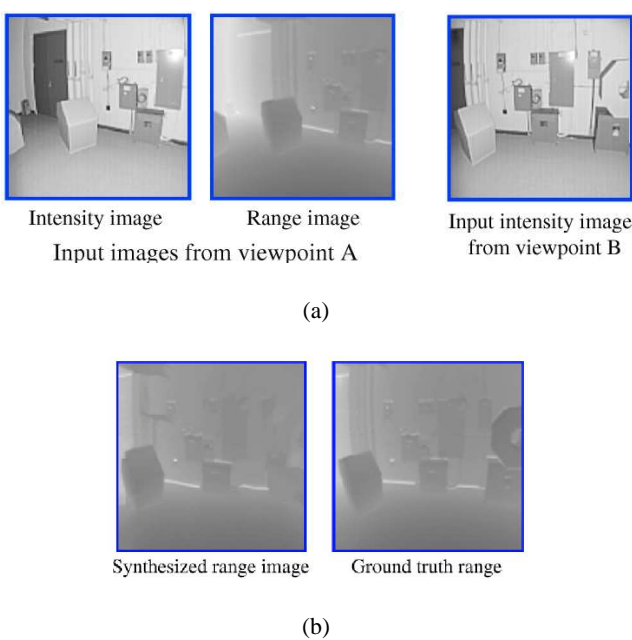 Intensity image
Range image
Input intensity image
from viewpoint B
Input images from viewpoint A
(a)
Synthesized range image
Ground truth range
(b)